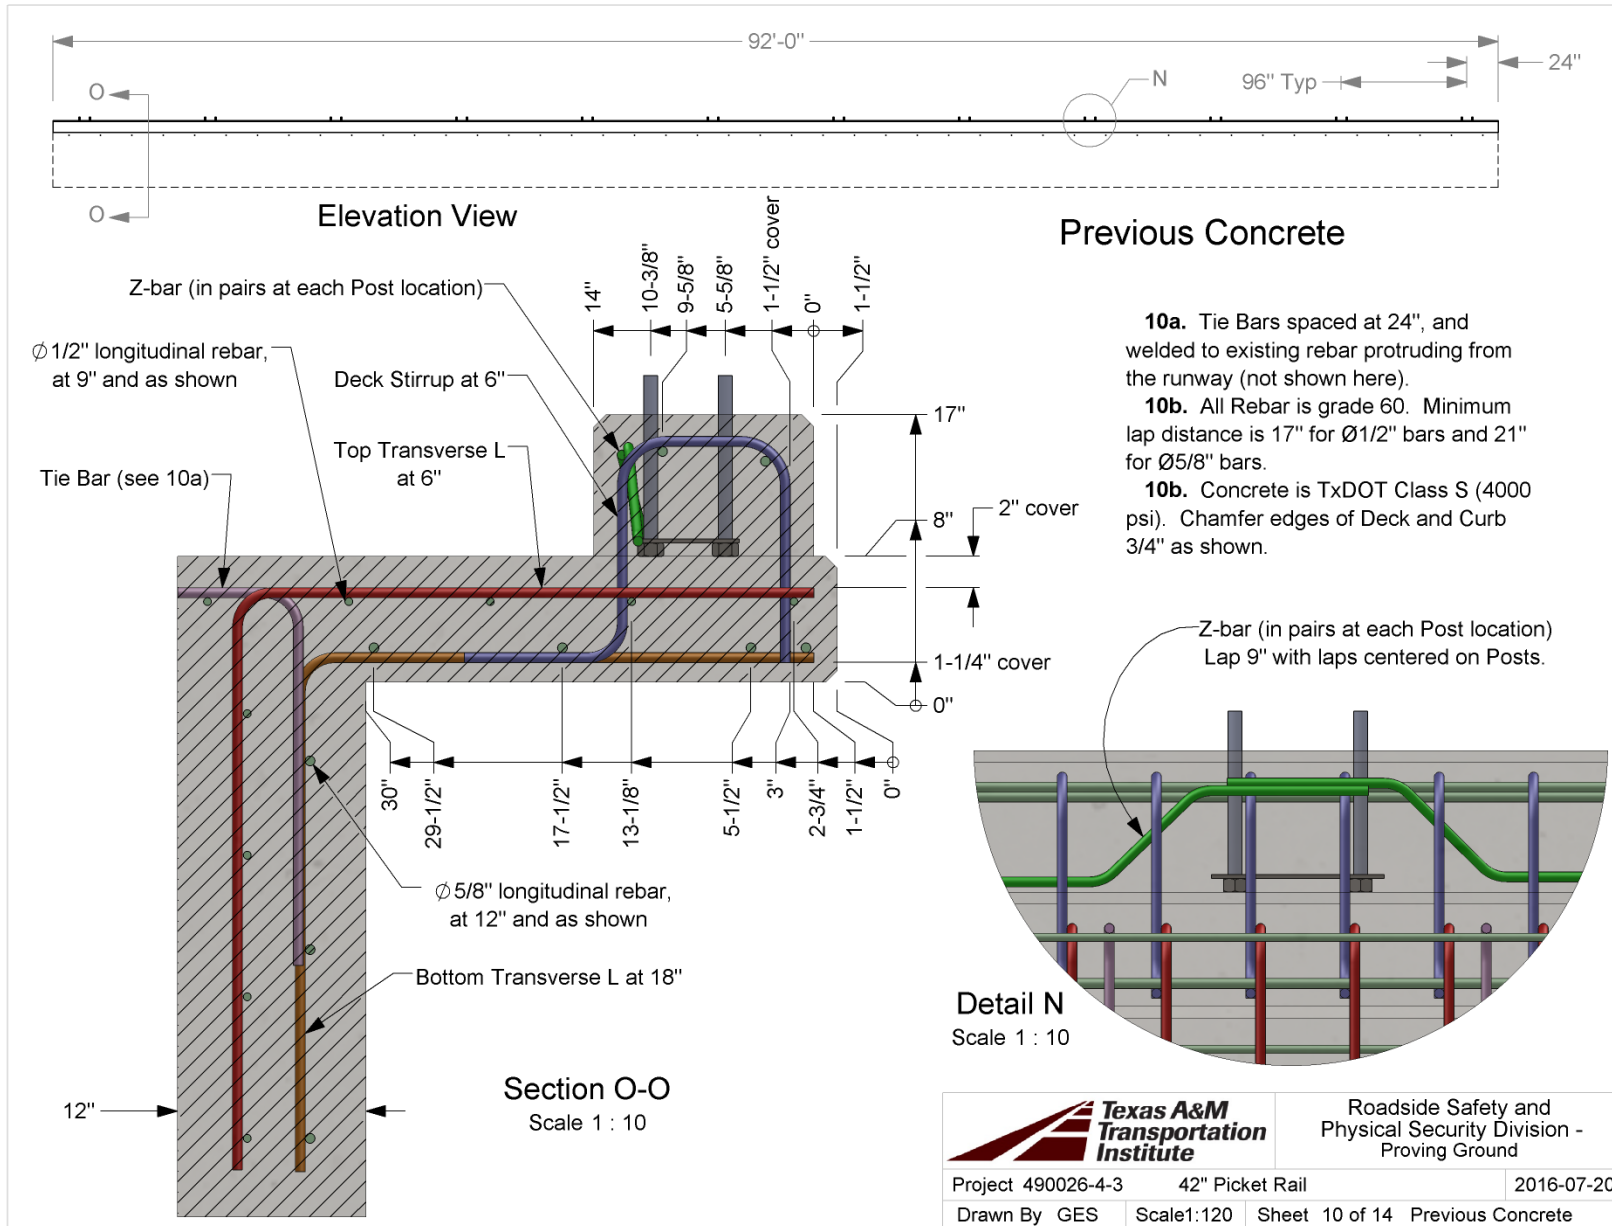 92'-0"
24"
96" Typ
N
O
O
Elevation View
Previous Concrete
14"
10-3/8"
9-5/8"
5-5/8"
1-1/2" cover
0"
1-1/2"
Z-bar (in pairs at each Post location)
Ø 1/2" longitudinal rebar,
at 9" and as shown
Deck Stirrup at 6"
Top Transverse L
at 6"
Tie Bar (see 10a)
17"
8"
2" cover
1-1/4" cover
0"
30"
29-1/2"
17-1/2"
13-1/8"
5-1/2"
3"
2-3/4"
1-1/2"
0"
Ø 5/8" longitudinal rebar,
at 12" and as shown
Bottom Transverse L at 18"
12"
Section O-O
Scale 1 : 10
10a. Tie Bars spaced at 24", and
welded to existing rebar protruding from
the runway (not shown here).
10b. All Rebar is grade 60. Minimum
lap distance is 17" for Ø1/2" bars and 21"
for Ø5/8" bars.
10b. Concrete is TxDOT Class S (4000
psi). Chamfer edges of Deck and Curb
3/4" as shown.
Z-bar (in pairs at each Post location)
Lap 9" with laps centered on Posts.
Detail N
Scale 1 : 10
Texas A&M
Transportation
Institute
Roadside Safety and
Physical Security Division -
Proving Ground
Project 490026-4-3 42" Picket Rail 2016-07-20
Drawn By GES Scale1:120 Sheet 10 of 14 Previous Concrete